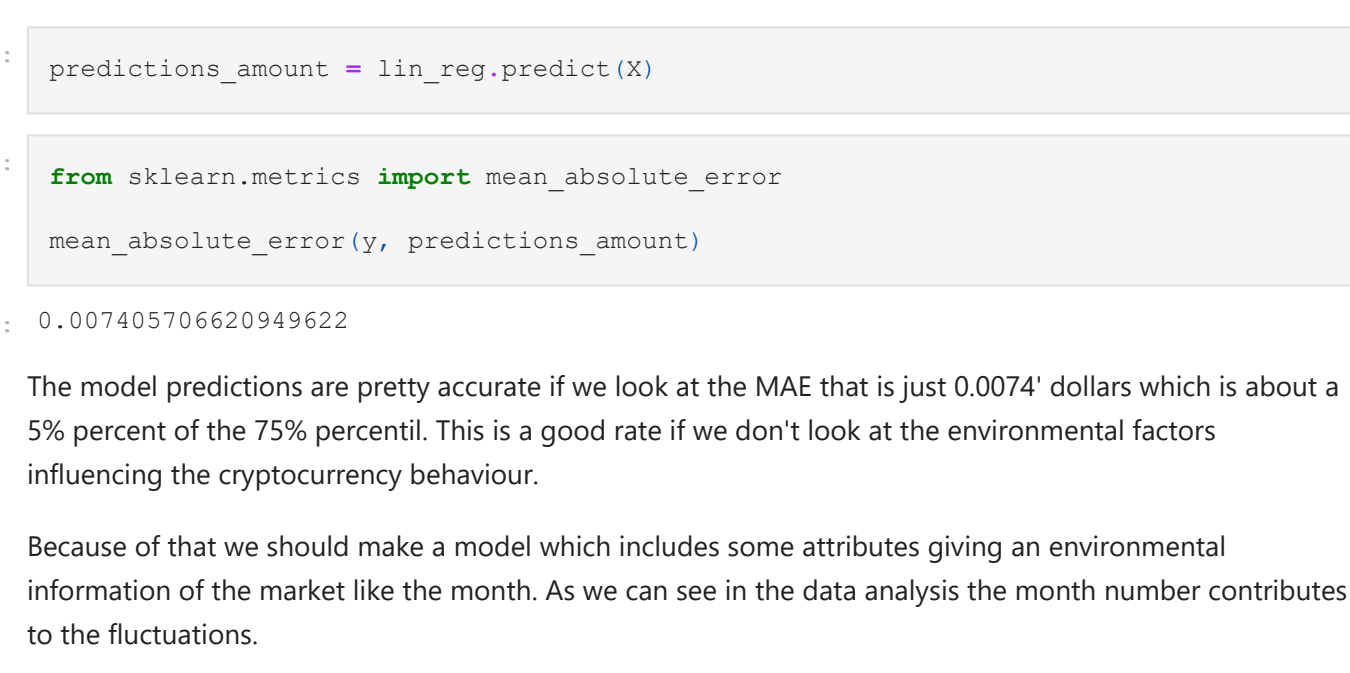 :
predictions_amount = lin_reg.predict(X)
:
from sklearn.metrics import mean_absolute_error
mean_absolute_error(y, predictions_amount)
:
0.007405706620949622
The model predictions are pretty accurate if we look at the MAE that is just 0.0074' dollars which is about a
5% percent of the 75% percentil. This is a good rate if we don't look at the environmental factors
influencing the cryptocurrency behaviour.
Because of that we should make a model which includes some attributes giving an environmental
information of the market like the month. As we can see in the data analysis the month number contributes
to the fluctuations.